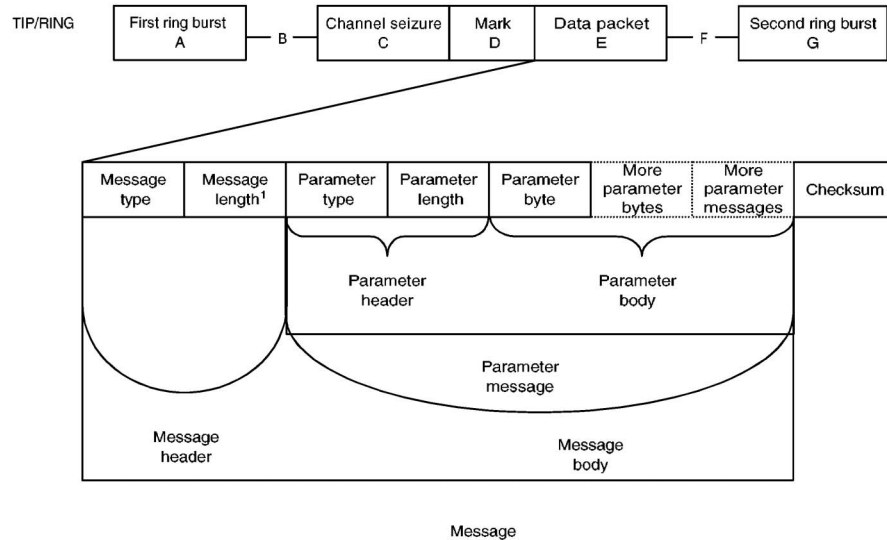 TIP/RING
First ring burst
A
B
Channel seizure
C
Mark
D
Data packet
E
F
Second ring burst
G
Message
type
Message
length¹
Parameter
type
Parameter
length
Parameter
byte
More
parameter
bytes
More
parameter
messages
Checksum
Parameter
header
Parameter
body
Parameter
message
Message
header
Message
body
Message